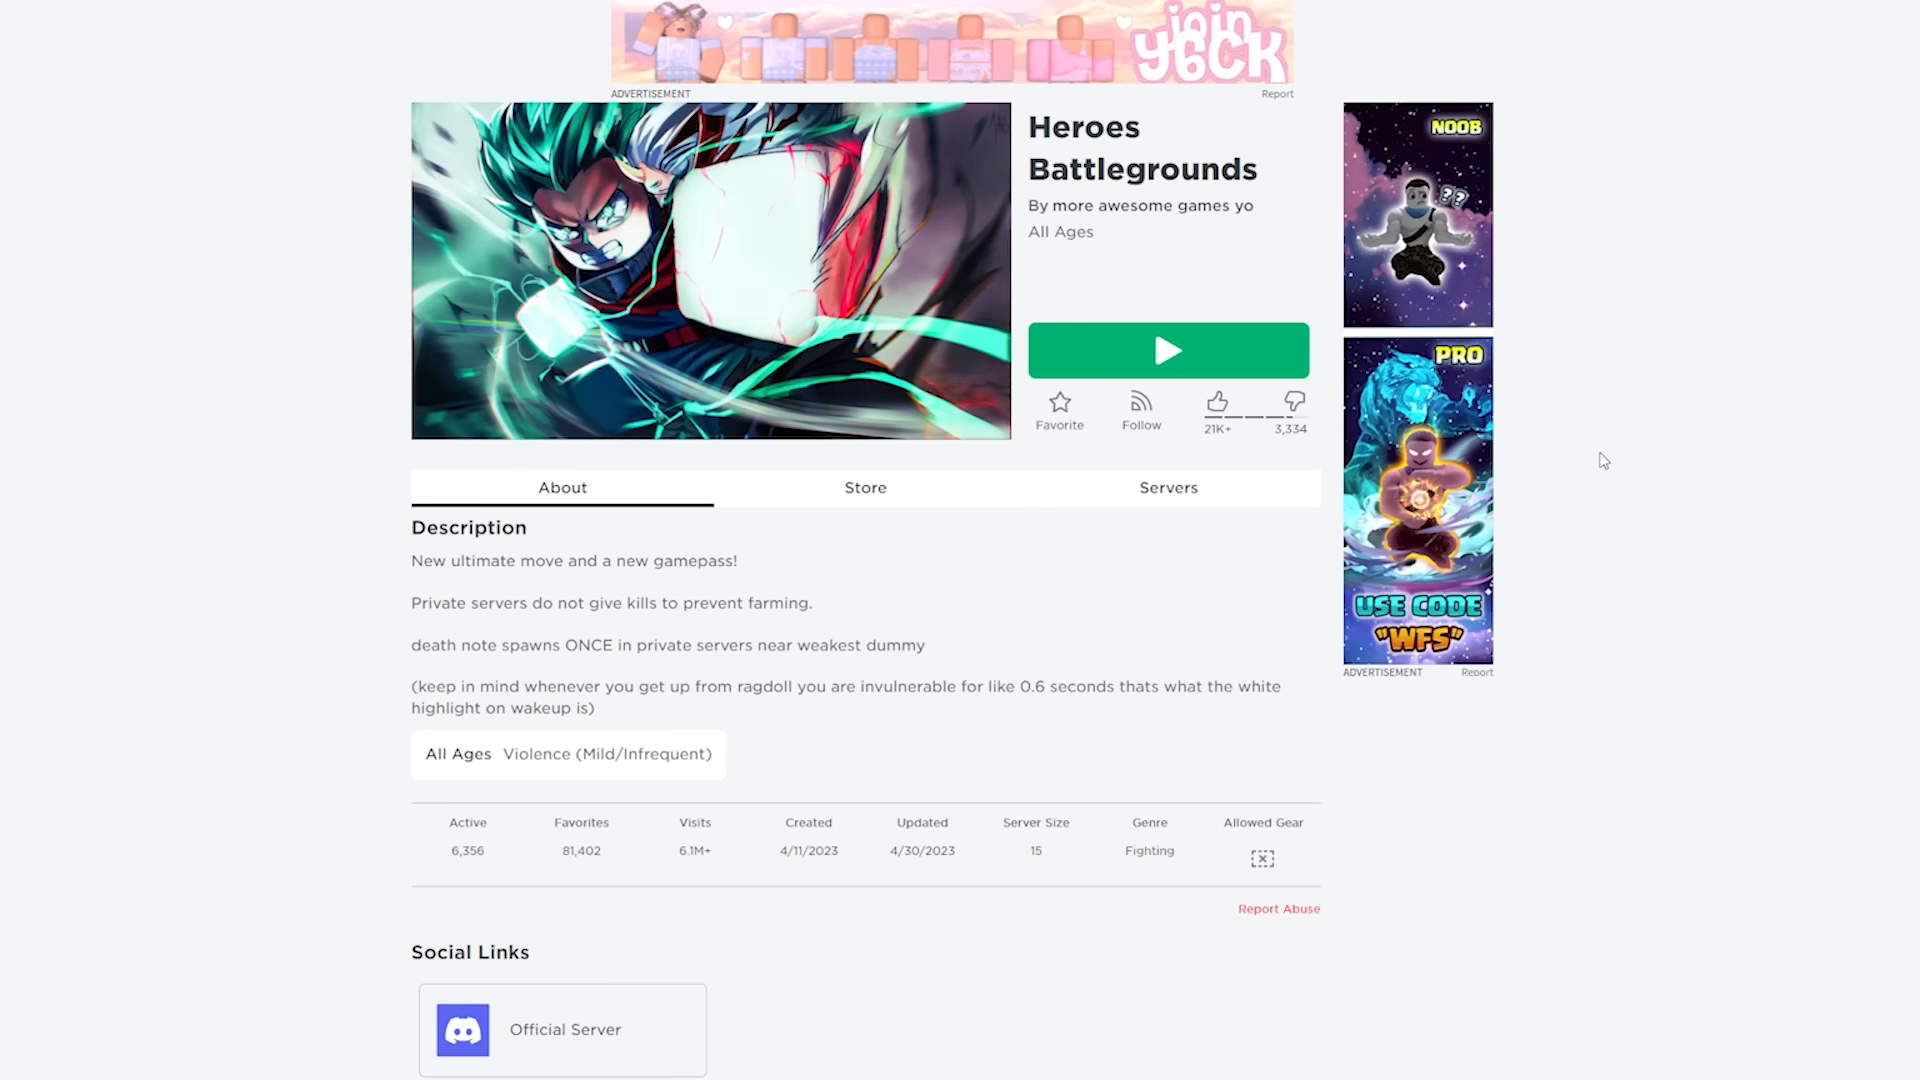 join
y6CK
ADVERTISEMENT
Report
Heroes
Battlegrounds
By more awesome games yo
All Ages
Favorite
Follow
21K+
3,334
NOOB
??
PRO
USE CODE
"WFS"
ADVERTISEMENT
Report
About
Store
Servers
Description
New ultimate move and a new gamepass!
Private servers do not give kills to prevent farming.
death note spawns ONCE in private servers near weakest dummy
(keep in mind whenever you get up from ragdoll you are invulnerable for like 0.6 seconds thats what the white
highlight on wakeup is)
All Ages Violence (Mild/Infrequent)
Active Favorites Visits Created Updated Server Size Genre Allowed Gear
6,356 81,402 6.1M+ 4/11/2023 4/30/2023 15 Fighting
Report Abuse
Social Links
Official Server